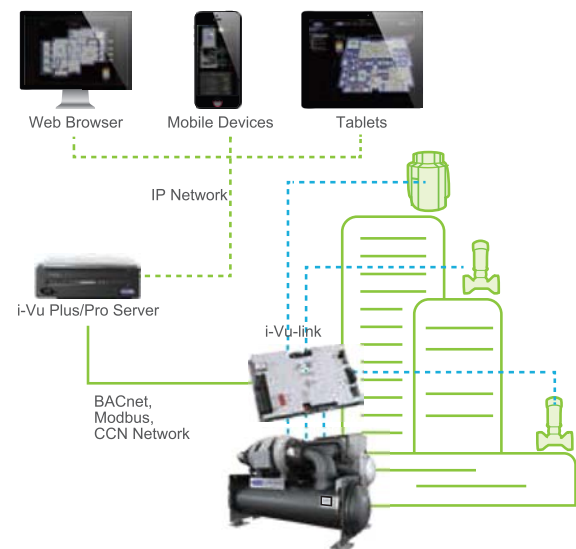 Web Browser
Mobile Devices
Tablets
IP Network
i-Vu Plus/Pro Server
i-Vu-link
BACnet,
Modbus,
CCN Network